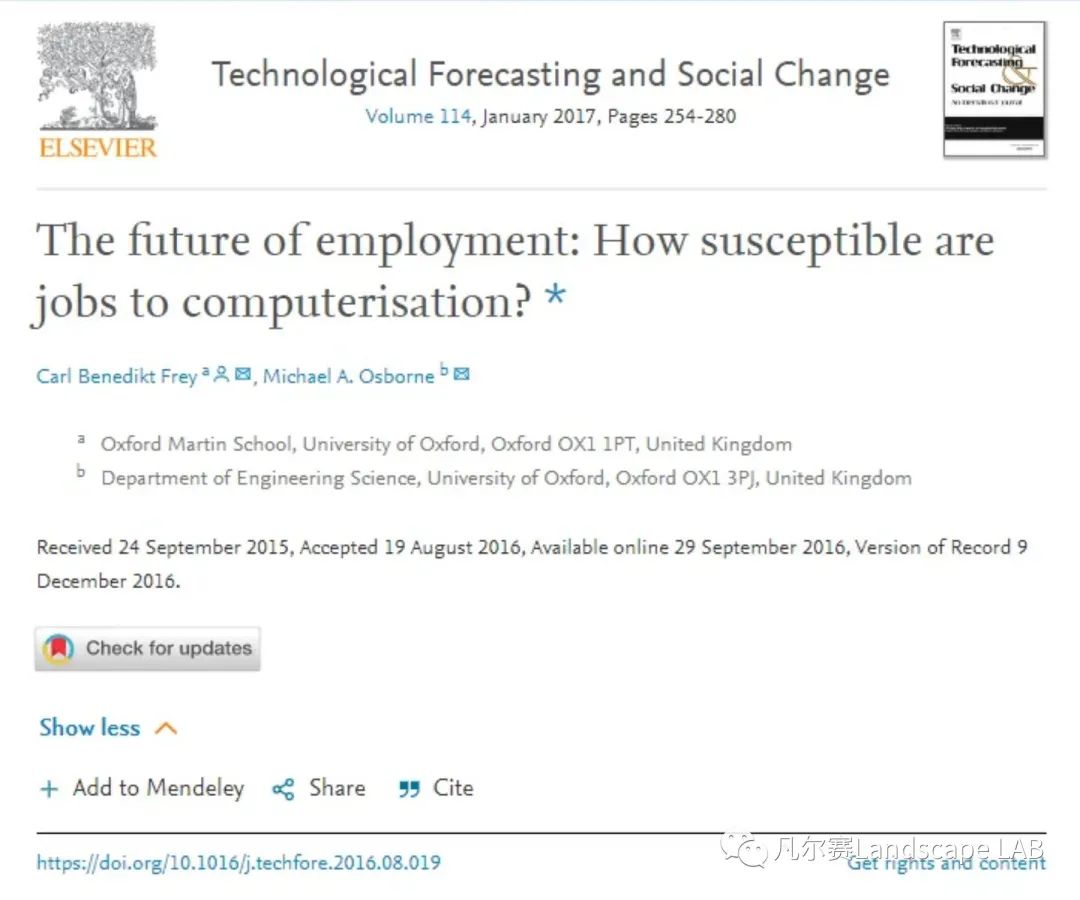 Technological Forecasting and Social Change
Volume 114, January 2017, Pages 254-280
ELSEVIER
Technological
Forecasting
&
Social Change
The future of employment: How susceptible are
jobs to computerisation? *
Carl Benedikt Frey a, Michael A. Osborne b
a Oxford Martin School, University of Oxford, Oxford OX1 1PT, United Kingdom
b Department of Engineering Science, University of Oxford, Oxford OX1 3PJ, United Kingdom
Received 24 September 2015, Accepted 19 August 2016, Available online 29 September 2016, Version of Record 9
December 2016.
Check for updates
Show less
+ Add to Mendeley Share Cite
https://doi.org/10.1016/j.techfore.2016.08.019
Get rights and content
凡尔赛Landscape LAB